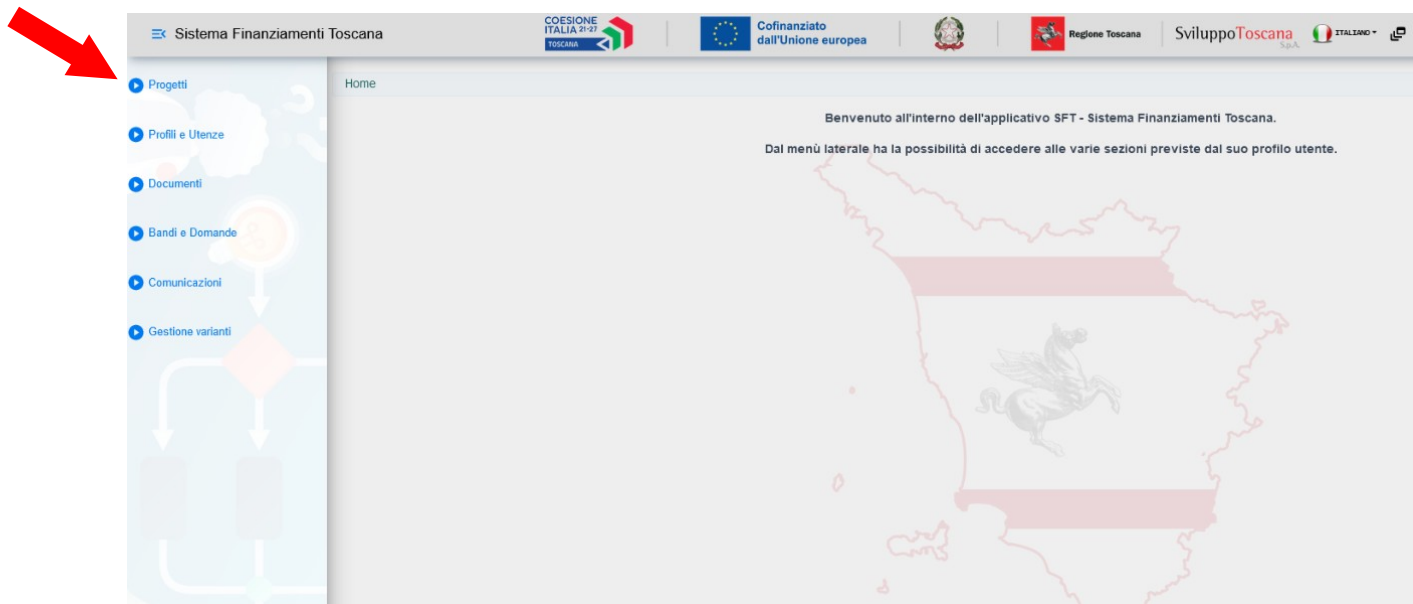 Sistema Finanziamenti Toscana
COESIONE
ITALIA 21-27
TOSCANA
Cofinanziato
dall'Unione europea
Regione Toscana
SviluppoToscana
S.p.A.
ITALIANO
Progetti
Home
Profili e Utenze
Benvenuto all'interno dell'applicativo SFT - Sistema Finanziamenti Toscana.
Dal menù laterale ha la possibilità di accedere alle varie sezioni previste dal suo profilo utente.
Documenti
Bandi e Domande
Comunicazioni
Gestione varianti